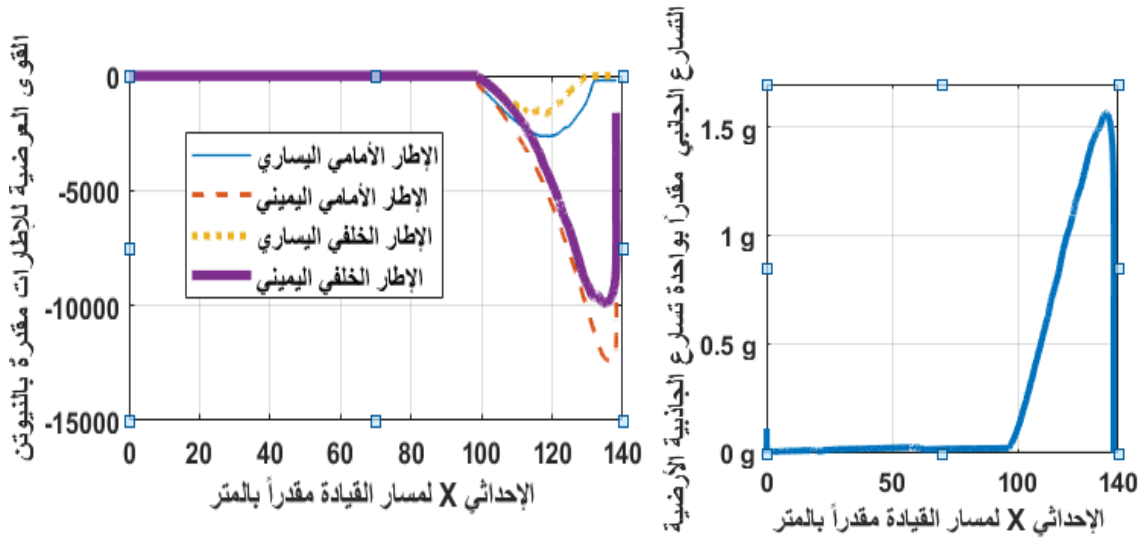 القوى العرضية للإطارات مقدرة بالنيوتن
0
-5000
-10000
-15000
الإطار الأمامي اليساري
الإطار الأمامي اليميني
الإطار الخلفي اليساري
الإطار الخلفي اليميني
0 20 40 60 80 100 120 140
الإحداثي X لمسار القيادة مقدراً بالمتر
التسارع الجانبي مقدراً بواحدة تسارع الجاذبية الأرضية
1.5 g
1 g
0.5 g
0 g
0 50 100 140
الإحداثي X لمسار القيادة مقدراً بالمتر